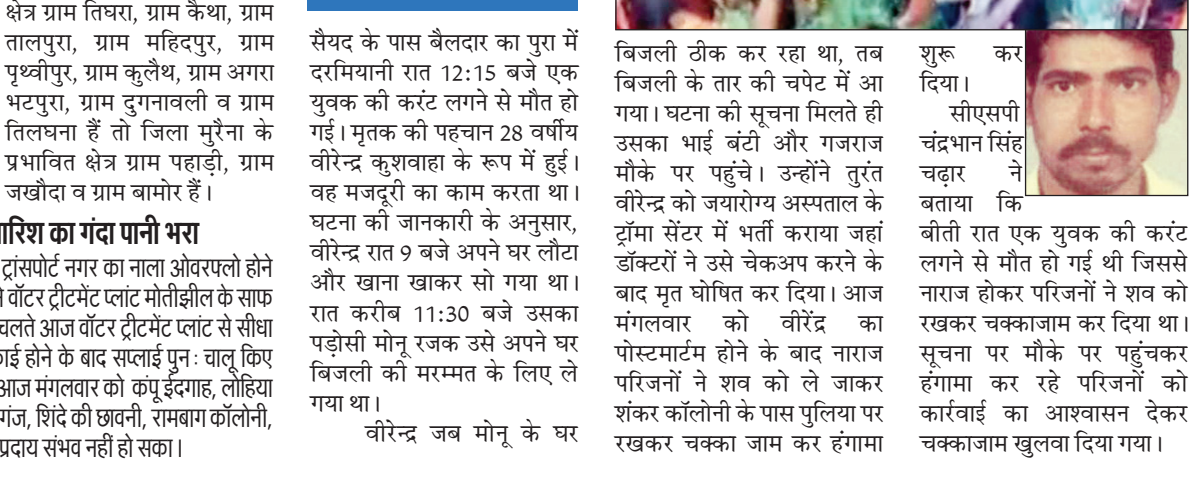 क्षेत्र ग्राम तिघरा, ग्राम कैथा, ग्राम
तालपुरा, ग्राम महिदपुर, ग्राम
पृथ्वीपुर, ग्राम कुलैथ, ग्राम अगरा
भटपुरा, ग्राम दुगनावली व ग्राम
तिलघना हैं तो जिला मुरैना के
प्रभावित क्षेत्र ग्राम पहाड़ी, ग्राम
जखौदा व ग्राम बामोर हैं।
का गंदा पानी भरा
ट्रांसपोर्ट नगर का नाला ओवरफ्लो होने
वॉटर ट्रीटमेंट प्लांट मोतीझील के साफ
चलते आज वॉटर ट्रीटमेंट प्लांट से सीधा
होने के बाद सप्लाई पुन: चालू किए
आज मंगलवार को कंपू ईदगाह, लोहिया
शिंदे की छावनी, रामबाग कॉलोनी,
संभव नहीं हो सका।
सैयद के पास बैलदार का पुरा में
दरमियानी रात 12:15 बजे एक
युवक की करंट लगने से मौत हो
गई। मृतक की पहचान 28 वर्षीय
वीरेन्द्र कुशवाहा के रूप में हुई।
वह मजदूरी का काम करता था।
घटना की जानकारी के अनुसार,
वीरेन्द्र रात 9 बजे अपने घर लौटा
और खाना खाकर सो गया था।
रात करीब 11:30 बजे उसका
पड़ोसी मोनू रजक उसे अपने घर
बिजली की मरम्मत के लिए ले
गया था।
वीरेन्द्र जब मोनू के घर
बिजली ठीक कर रहा था, तब
बिजली के तार की चपेट में आ
गया। घटना की सूचना मिलते ही
उसका भाई बंटी और गजराज
मौके पर पहुंचे। उन्होंने तुरंत
वीरेन्द्र को जयारोग्य अस्पताल के
ट्रॉमा सेंटर में भर्ती कराया जहां
डॉक्टरों ने उसे चेकअप करने के
बाद मृत घोषित कर दिया। आज
मंगलवार को वीरेंद्र का
पोस्टमार्टम होने के बाद नाराज
परिजनों ने शव को ले जाकर
शंकर कॉलोनी के पास पुलिया पर
रखकर चक्का जाम कर हंगामा
शुरू कर
दिया।
सीएसपी
चंद्रभान सिंह
चढ़ार ने
बताया कि
बीती रात एक युवक की करंट
लगने से मौत हो गई थी जिससे
नाराज होकर परिजनों ने शव को
रखकर चक्काजाम कर दिया था।
सूचना पर मौके पर पहुंचकर
हंगामा कर रहे परिजनों को
कार्रवाई का आश्वासन देकर
चक्काजाम खुलवा दिया गया।